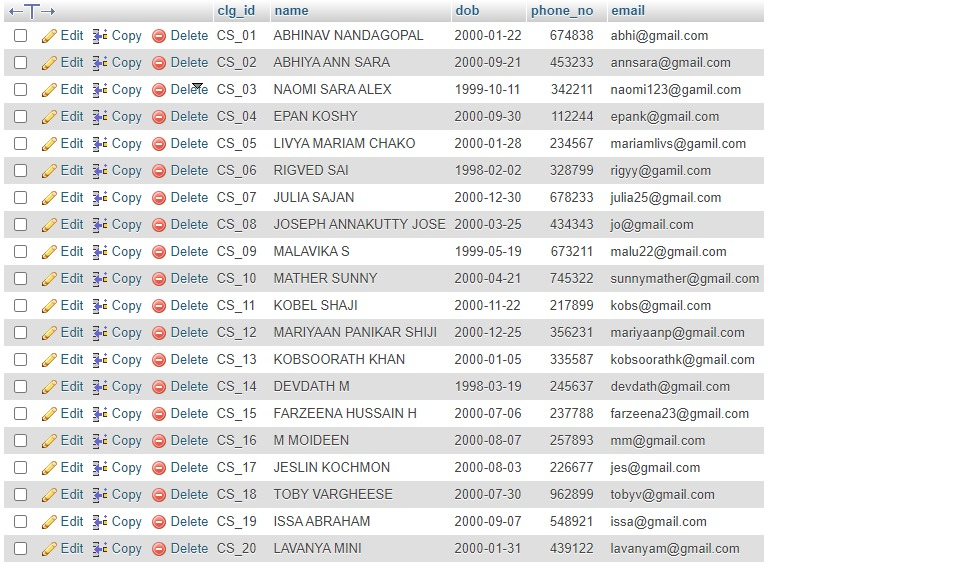 clg_id name dob phone_no email
Edit Copy Delete CS_01 ABHINAV NANDAGOPAL 2000-01-22 674838 abhi@gmail.com
Edit Copy Delete CS_02 ABHIYA ANN SARA 2000-09-21 453233 annsara@gmail.com
Edit Copy Delete CS_03 NAOMI SARA ALEX 1999-10-11 342211 naomi123@gamil.com
Edit Copy Delete CS_04 EPAN KOSHY 2000-09-30 112244 epank@gmail.com
Edit Copy Delete CS_05 LIVYA MARIAM CHAKO 2000-01-28 234567 mariamlivs@gamil.com
Edit Copy Delete CS_06 RIGVED SAI 1998-02-02 328799 rigyy@gamil.com
Edit Copy Delete CS_07 JULIA SAJAN 2000-12-30 678233 julia25@gmail.com
Edit Copy Delete CS_08 JOSEPH ANNAKUTTY JOSE 2000-03-25 434343 jo@gmail.com
Edit Copy Delete CS_09 MALAVIKA S 1999-05-19 673211 malu22@gmail.com
Edit Copy Delete CS_10 MATHER SUNNY 2000-04-21 745322 sunnymather@gmail.com
Edit Copy Delete CS_11 KOBEL SHAJI 2000-11-22 217899 kobs@gmail.com
Edit Copy Delete CS_12 MARIYAAN PANIKAR SHIJI 2000-12-25 356231 mariyaanp@gmail.com
Edit Copy Delete CS_13 KOBSOORATH KHAN 2000-01-05 335587 kobsoorathk@gmail.com
Edit Copy Delete CS_14 DEVDATH M 1998-03-19 245637 devdath@gmail.com
Edit Copy Delete CS_15 FARZEENA HUSSAIN H 2000-07-06 237788 farzeena23@gmail.com
Edit Copy Delete CS_16 M MOIDEEN 2000-08-07 257893 mm@gmail.com
Edit Copy Delete CS_17 JESLIN KOCHMON 2000-08-03 226677 jes@gmail.com
Edit Copy Delete CS_18 TOBY VARGHEESE 2000-07-30 962899 tobyv@gmail.com
Edit Copy Delete CS_19 ISSA ABRAHAM 2000-09-07 548921 issa@gmail.com
Edit Copy Delete CS_20 LAVANYA MINI 2000-01-31 439122 lavanyam@gmail.com